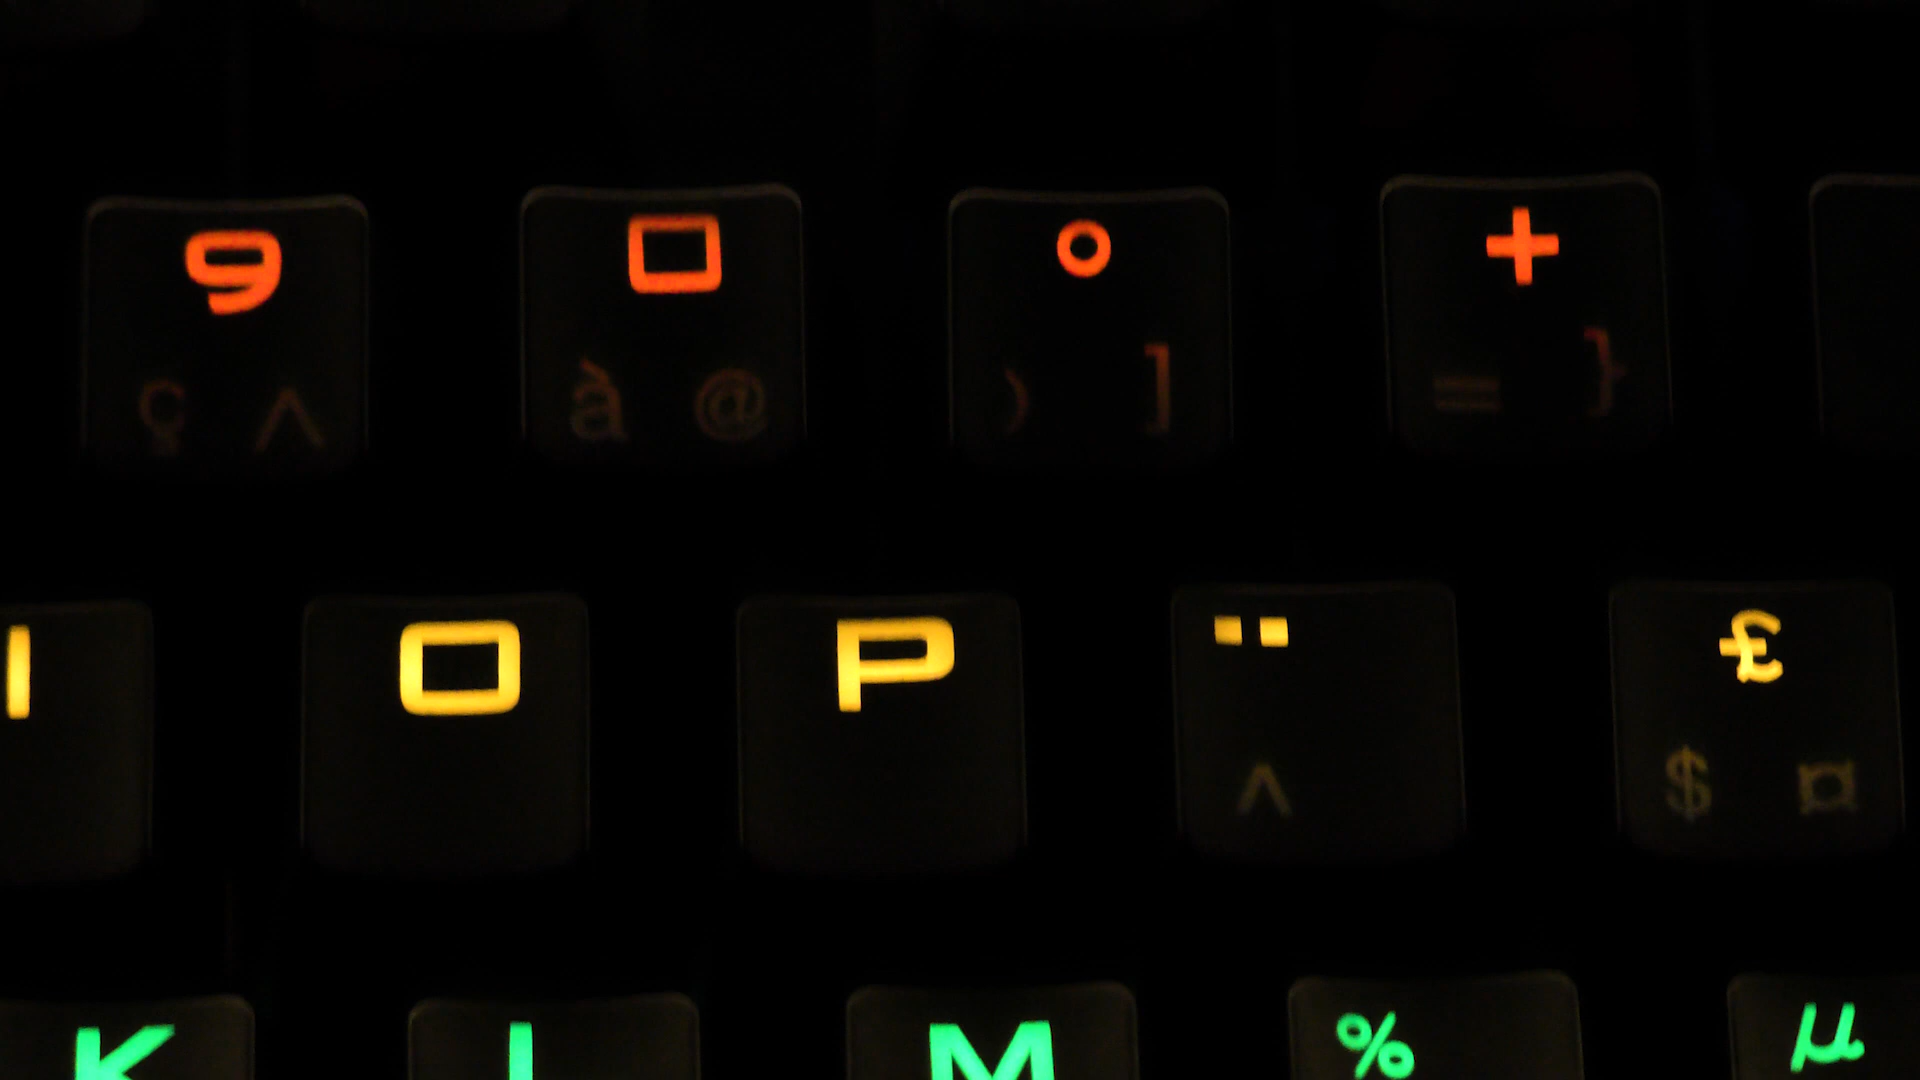 9 0 ° +
ç ^ à @ ) ] = }
I O P ¨ £
^ $ ¤
K L M % µ